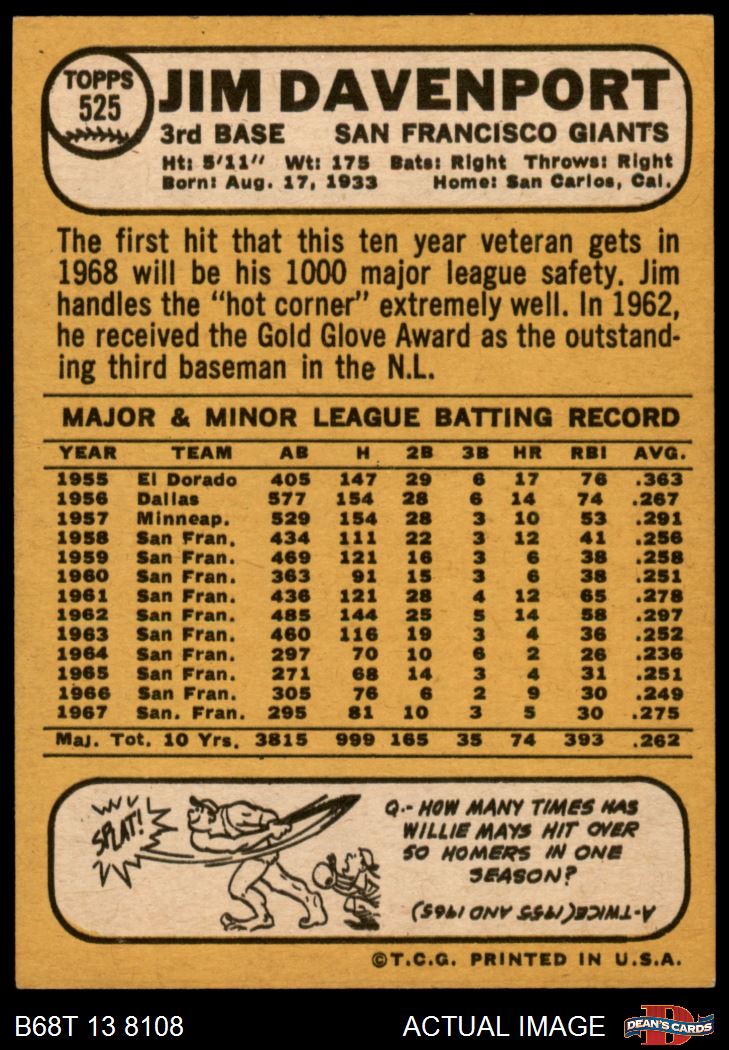 TOPPS
525
JIM DAVENPORT
3rd BASE SAN FRANCISCO GIANTS
Ht: 5'11" Wt: 175 Bats: Right Throws: Right
Born: Aug. 17, 1933 Home: San Carlos, Cal.
The first hit that this ten year veteran gets in
1968 will be his 1000 major league safety. Jim
handles the "hot corner" extremely well. In 1962,
he received the Gold Glove Award as the outstand-
ing third baseman in the N.L.
MAJOR & MINOR LEAGUE BATTING RECORD
YEAR TEAM AB H 2B 3B HR RBI AVG.
1955 El Dorado 405 147 29 6 17 76 .363
1956 Dallas 577 154 28 6 14 74 .267
1957 Minneap. 529 154 28 3 10 53 .291
1958 San Fran. 434 111 22 3 12 41 .256
1959 San Fran. 469 121 16 3 6 38 .258
1960 San Fran. 363 91 15 3 6 38 .251
1961 San Fran. 436 121 28 4 12 65 .278
1962 San Fran. 485 144 25 5 14 58 .297
1963 San Fran. 460 116 19 3 4 36 .252
1964 San Fran. 297 70 10 6 2 26 .236
1965 San Fran. 271 68 14 3 4 31 .251
1966 San Fran. 305 76 6 2 9 30 .249
1967 San. Fran. 295 81 10 3 5 30 .275
Maj. Tot. 10 Yrs. 3815 999 165 35 74 393 .262
SPLAT!
Q.- HOW MANY TIMES HAS
WILLIE MAYS HIT OVER
50 HOMERS IN ONE
SEASON?
A-TWICE(1955 AND 1965)
©T.C.G. PRINTED IN U.S.A.
B68T 13 8108 ACTUAL IMAGE
D
DEAN'S CARDS